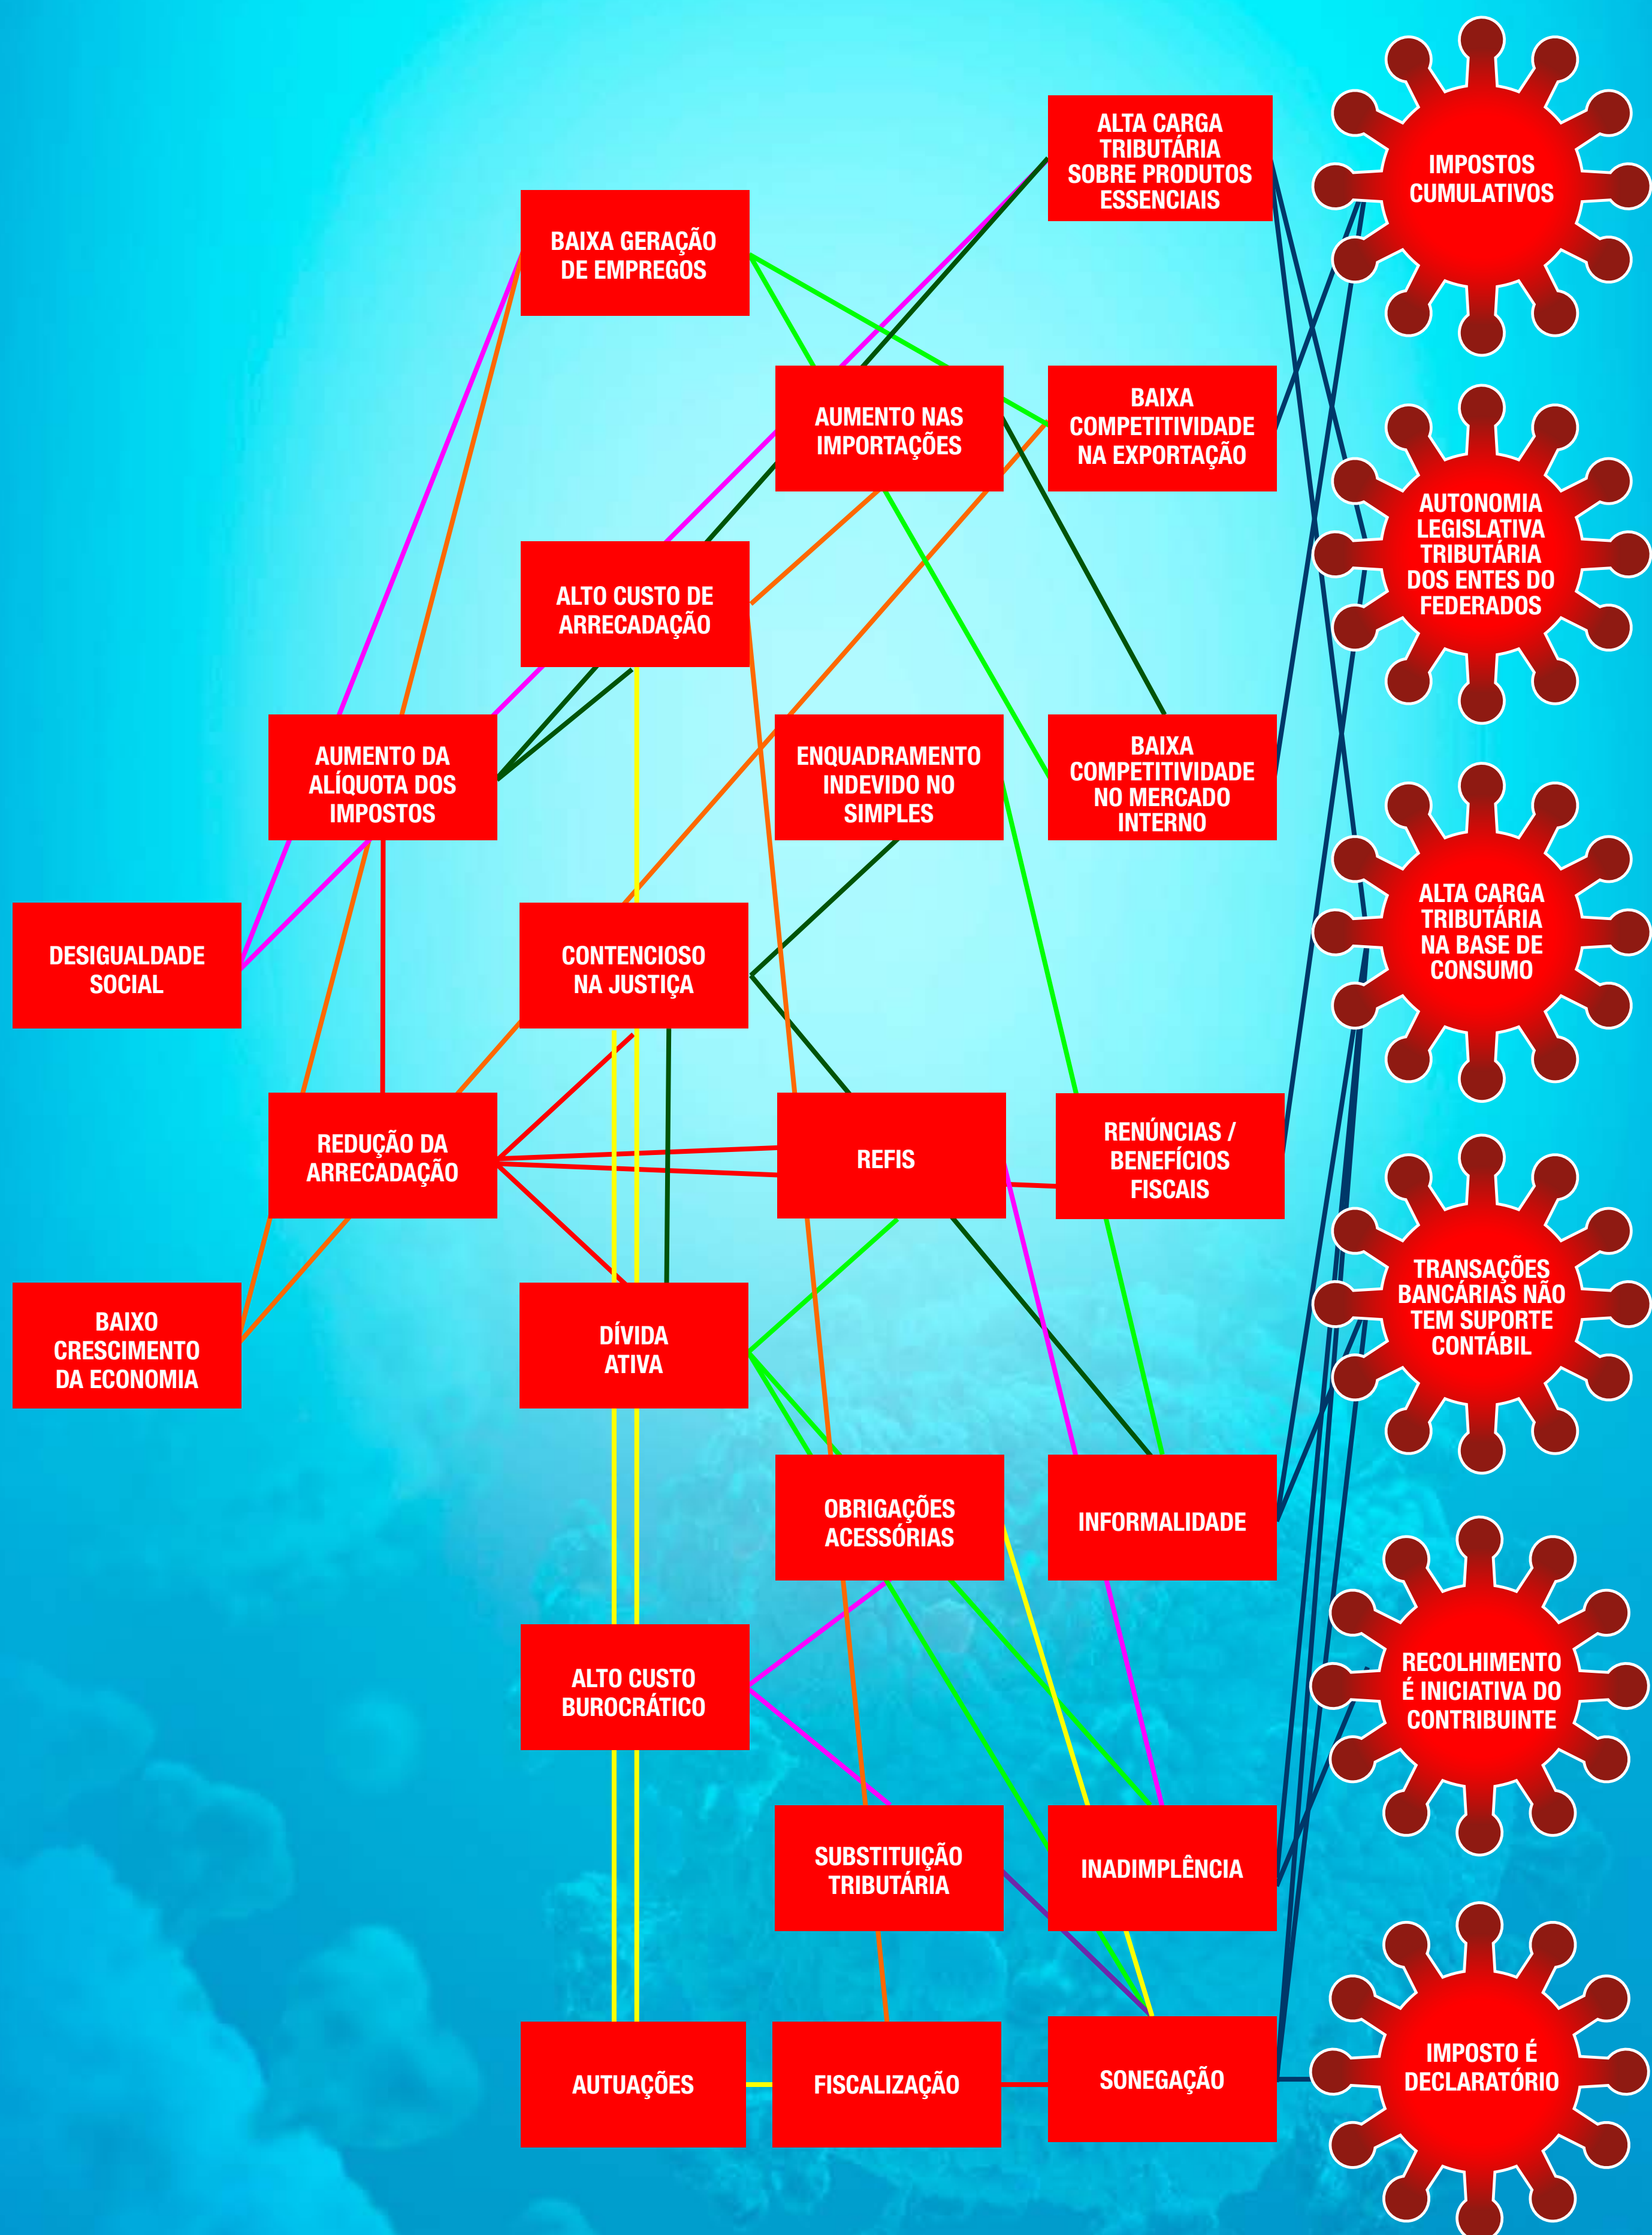 ALTA CARGA
TRIBUTÁRIA
SOBRE PRODUTOS
ESSENCIAIS
IMPOSTOS
CUMULATIVOS
BAIXA GERAÇÃO
DE EMPREGOS
AUMENTO NAS
IMPORTAÇÕES
BAIXA
COMPETITIVIDADE
NA EXPORTAÇÃO
AUTONOMIA
LEGISLATIVA
TRIBUTÁRIA
DOS ENTES DO
FEDERADOS
ALTO CUSTO DE
ARRECADAÇÃO
AUMENTO DA
ALÍQUOTA DOS
IMPOSTOS
ENQUADRAMENTO
INDEVIDO NO
SIMPLES
BAIXA
COMPETITIVIDADE
NO MERCADO
INTERNO
DESIGUALDADE
SOCIAL
CONTENCIOSO
NA JUSTIÇA
ALTA CARGA
TRIBUTÁRIA
NA BASE DE
CONSUMO
REDUÇÃO DA
ARRECADAÇÃO
REFIS
RENÚNCIAS /
BENEFÍCIOS
FISCAIS
TRANSAÇÕES
BANCÁRIAS NÃO
TEM SUPORTE
CONTÁBIL
BAIXO
CRESCIMENTO
DA ECONOMIA
DÍVIDA
ATIVA
OBRIGAÇÕES
ACESSÓRIAS
INFORMALIDADE
ALTO CUSTO
BUROCRÁTICO
RECOLHIMENTO
É INICIATIVA DO
CONTRIBUINTE
SUBSTITUIÇÃO
TRIBUTÁRIA
INADIMPLÊNCIA
AUTUAÇÕES
FISCALIZAÇÃO
SONEGAÇÃO
IMPOSTO É
DECLARATÓRIO